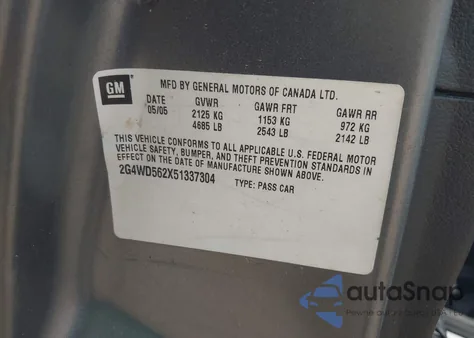 GM
MFD BY GENERAL MOTORS OF CANADA LTD.
DATE GVWR GAWR FRT GAWR RR
05/05 2125 KG 1153 KG 972 KG
4685 LB 2543 LB 2142 LB
THIS VEHICLE CONFORMS TO ALL APPLICABLE U.S. FEDERAL MOTOR
VEHICLE SAFETY, BUMPER, AND THEFT PREVENTION STANDARDS IN
EFFECT ON THE DATE OF MANUFACTURE SHOWN ABOVE.
2G4WD562X51337304 TYPE: PASS CAR
autoSnap